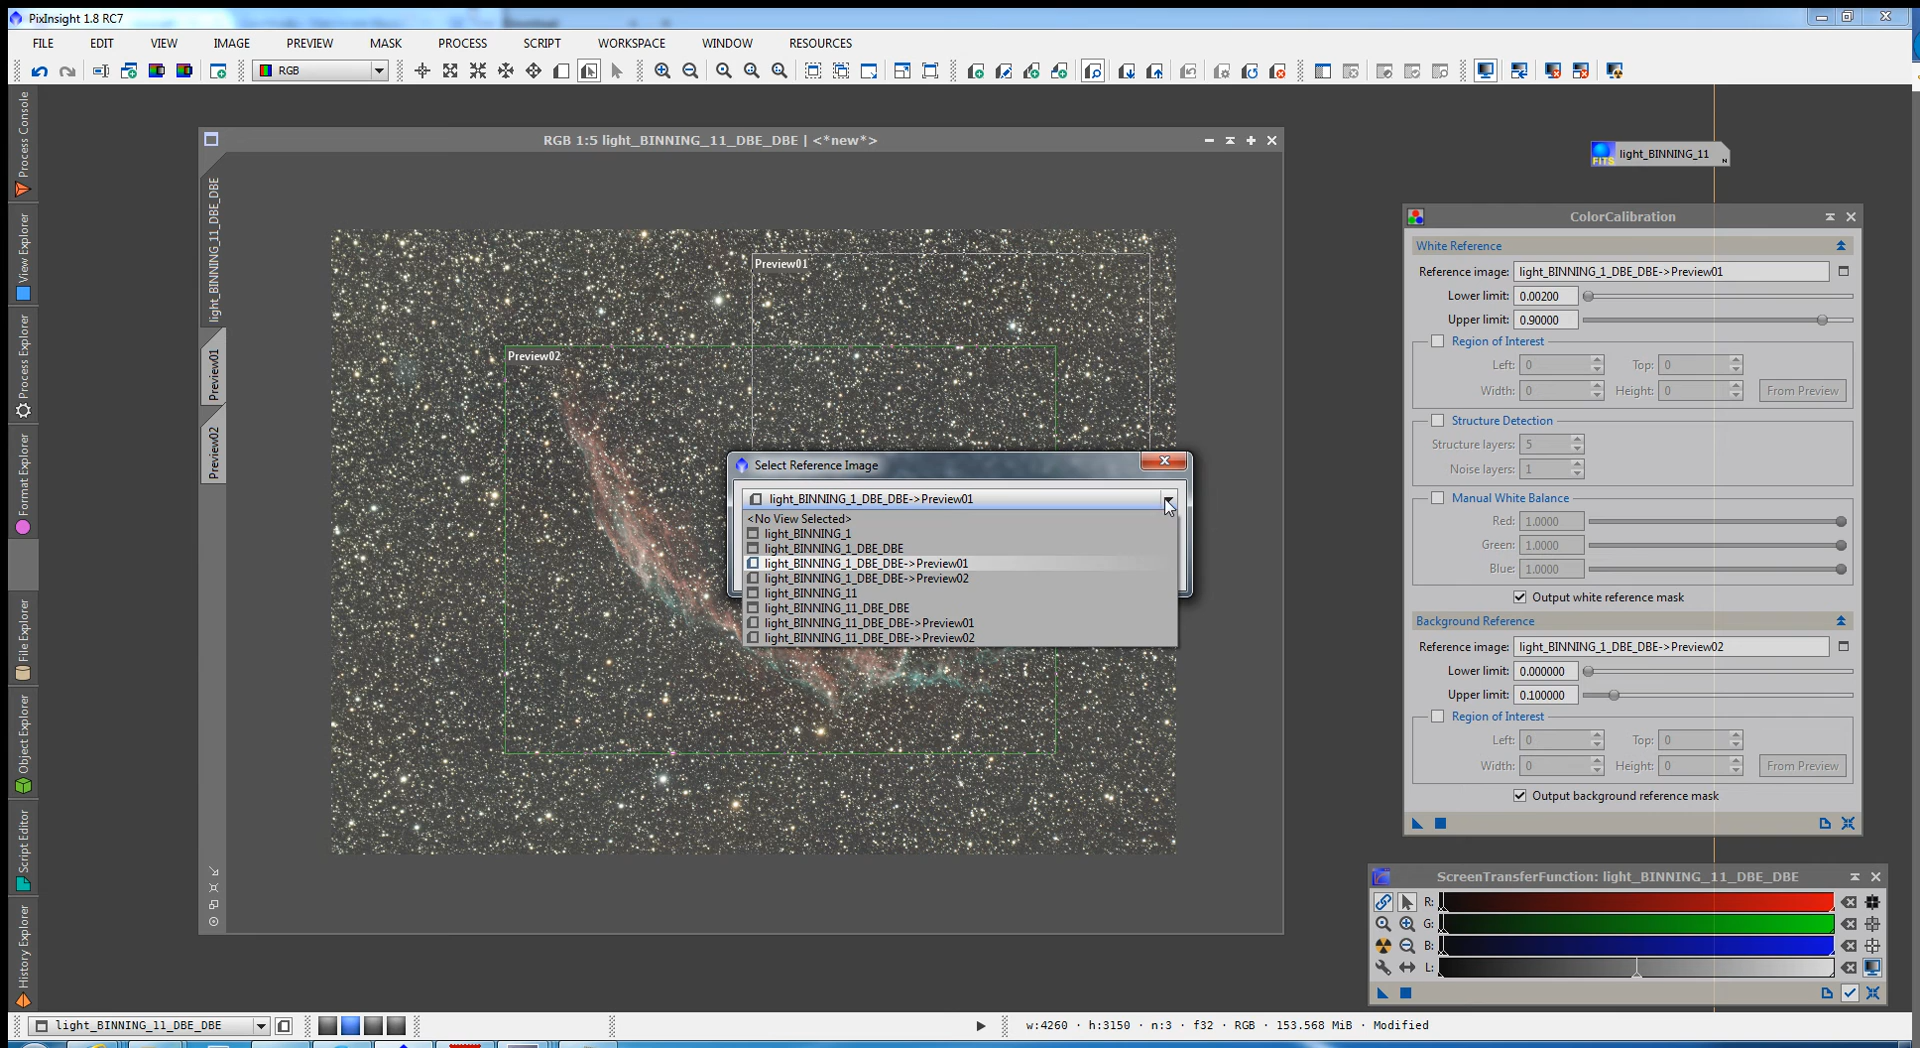 PixInsight 1.8 RC7
FILE EDIT VIEW IMAGE PREVIEW MASK PROCESS SCRIPT WORKSPACE WINDOW RESOURCES
RGB
Process Console
View Explorer
Process Explorer
Format Explorer
File Explorer
Object Explorer
Script Editor
History Explorer
RGB 1:5 light_BINNING_11_DBE_DBE | <*new*>
light_BINNING_11_DBE_DBE
Preview01
Preview02
Preview01
Preview02
Select Reference Image
light_BINNING_1_DBE_DBE->Preview01
<No View Selected>
light_BINNING_1
light_BINNING_1_DBE_DBE
light_BINNING_1_DBE_DBE->Preview01
light_BINNING_1_DBE_DBE->Preview02
light_BINNING_11
light_BINNING_11_DBE_DBE
light_BINNING_11_DBE_DBE->Preview01
light_BINNING_11_DBE_DBE->Preview02
FITS light_BINNING_11 N
ColorCalibration
White Reference
Reference image: light_BINNING_1_DBE_DBE->Preview01
Lower limit: 0.00200
Upper limit: 0.90000
Region of Interest
Left: 0 Top: 0
Width: 0 Height: 0 From Preview
Structure Detection
Structure layers: 5
Noise layers: 1
Manual White Balance
Red: 1.0000
Green: 1.0000
Blue: 1.0000
Output white reference mask
Background Reference
Reference image: light_BINNING_1_DBE_DBE->Preview02
Lower limit: 0.000000
Upper limit: 0.100000
Region of Interest
Left: 0 Top: 0
Width: 0 Height: 0 From Preview
Output background reference mask
ScreenTransferFunction: light_BINNING_11_DBE_DBE
R:
G:
B:
L:
light_BINNING_11_DBE_DBE
w:4260 · h:3150 · n:3 · f32 · RGB · 153.568 MiB · Modified